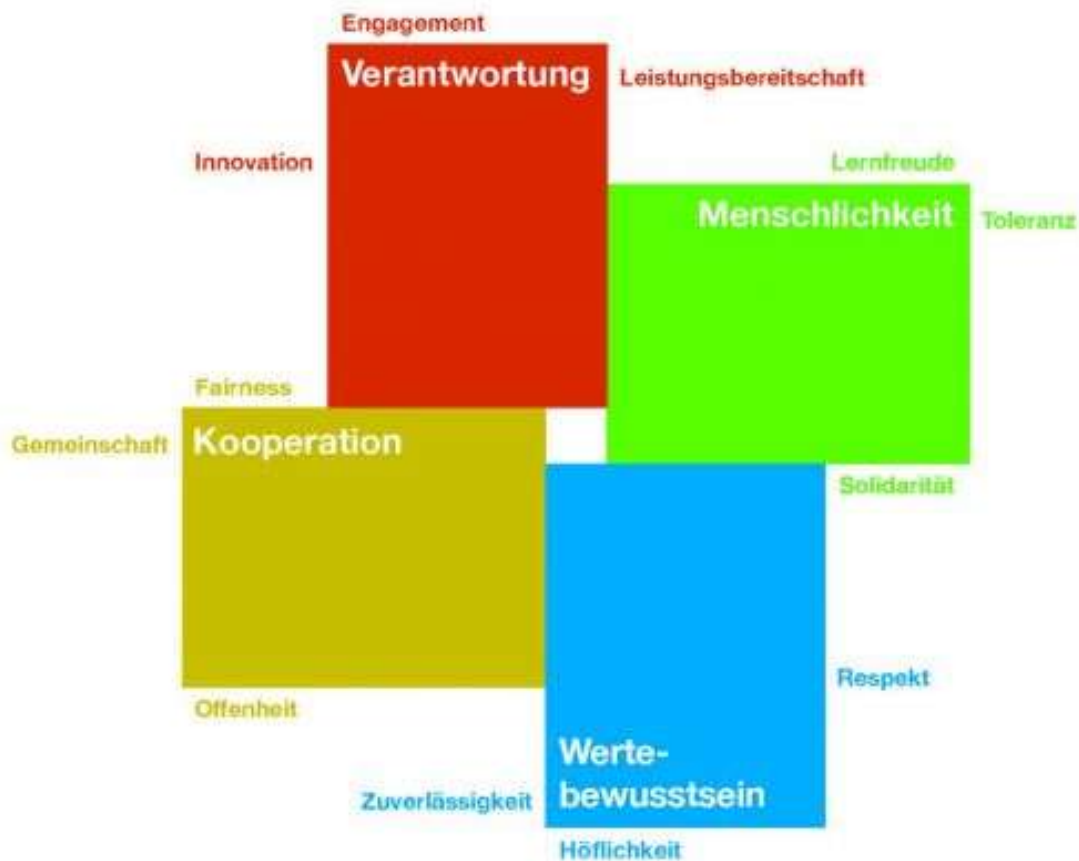 Engagement
Verantwortung
Leistungsbereitschaft
Innovation
Lernfreude
Menschlichkeit
Toleranz
Fairness
Gemeinschaft
Kooperation
Solidarität
Respekt
Offenheit
Werte-
bewusstsein
Zuverlässigkeit
Höflichkeit